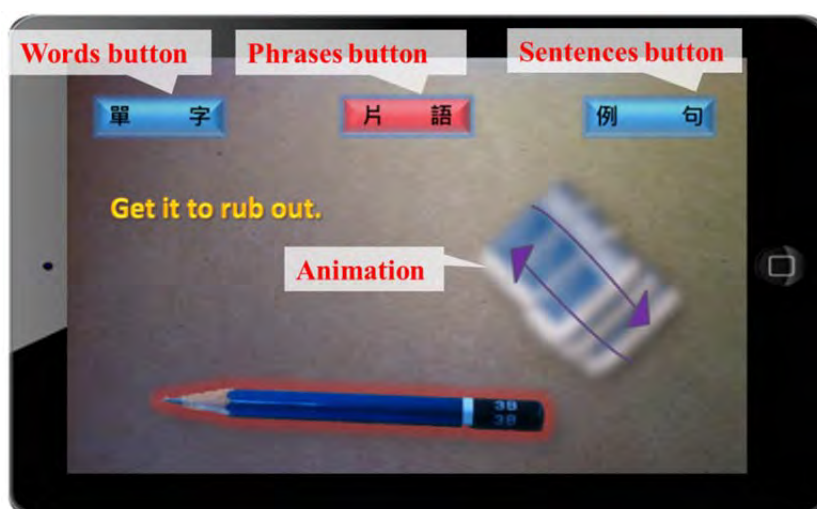 Words button
Phrases button
Sentences button
單 字
片 語
例 句
Get it to rub out.
Animation
3B
3B